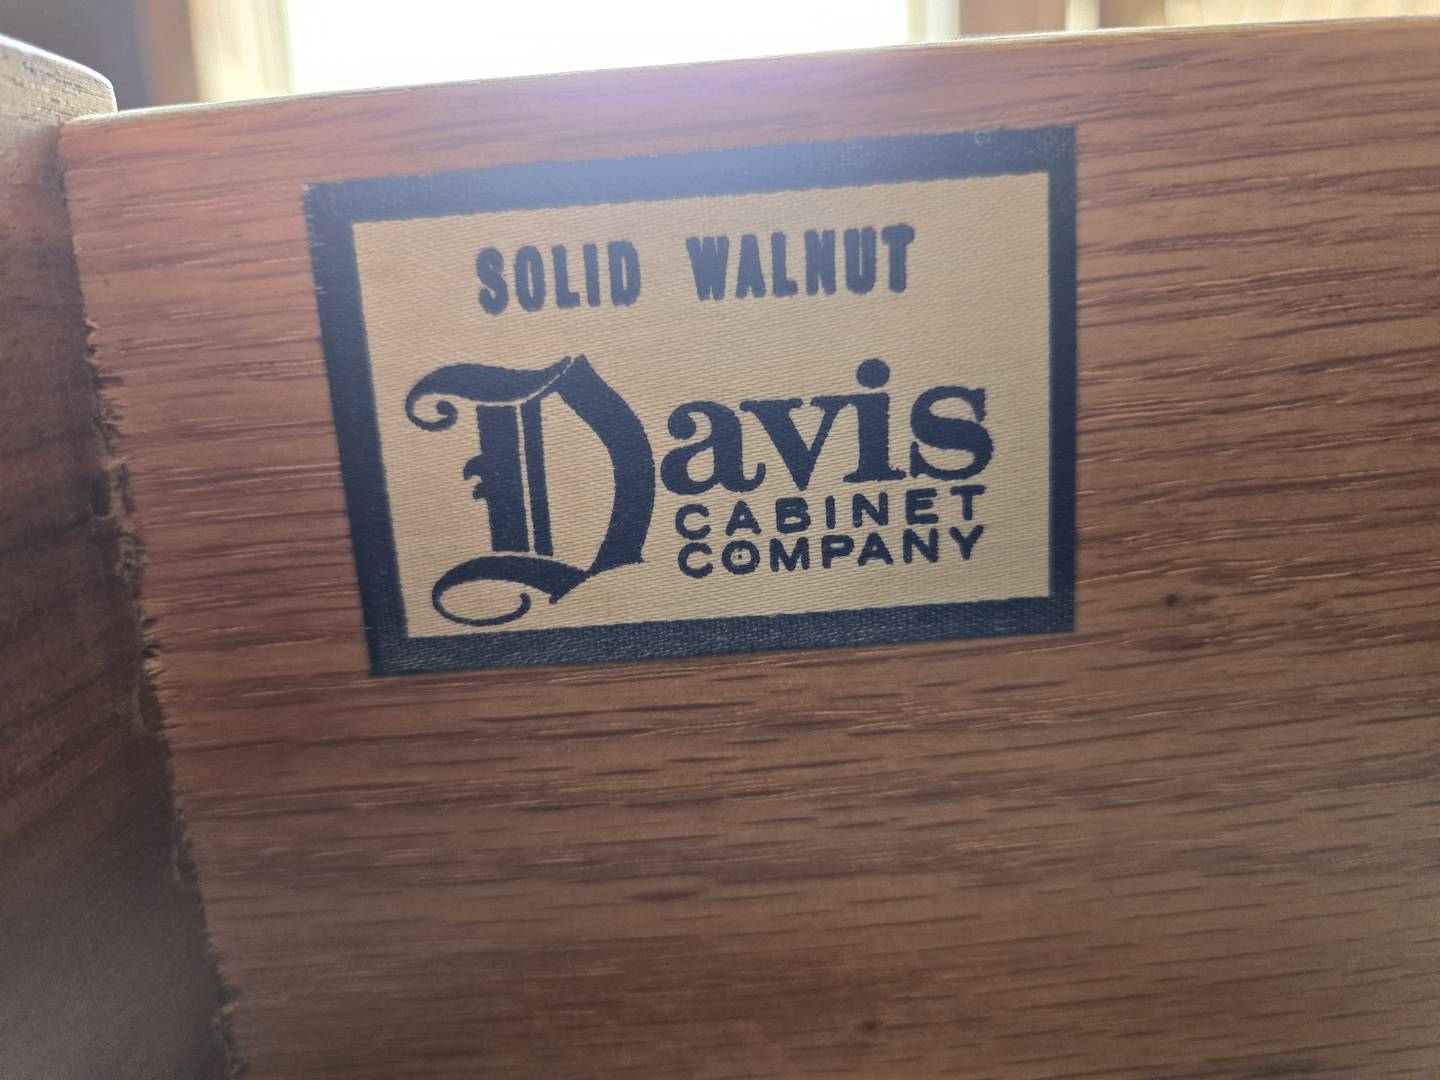 SOLID WALNUT
Davis
CABINET
COMPANY